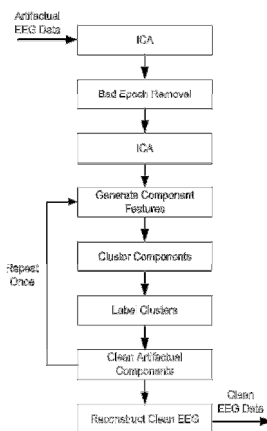 Artifactual
EEG Data
ICA
Bad Epoch Removal
ICA
Generate Component
Features
Cluster Components
Repeat
Once
Label Clusters
Clean Artifactual
Components
Clean
EEG Data
Reconstruct Clean EEG